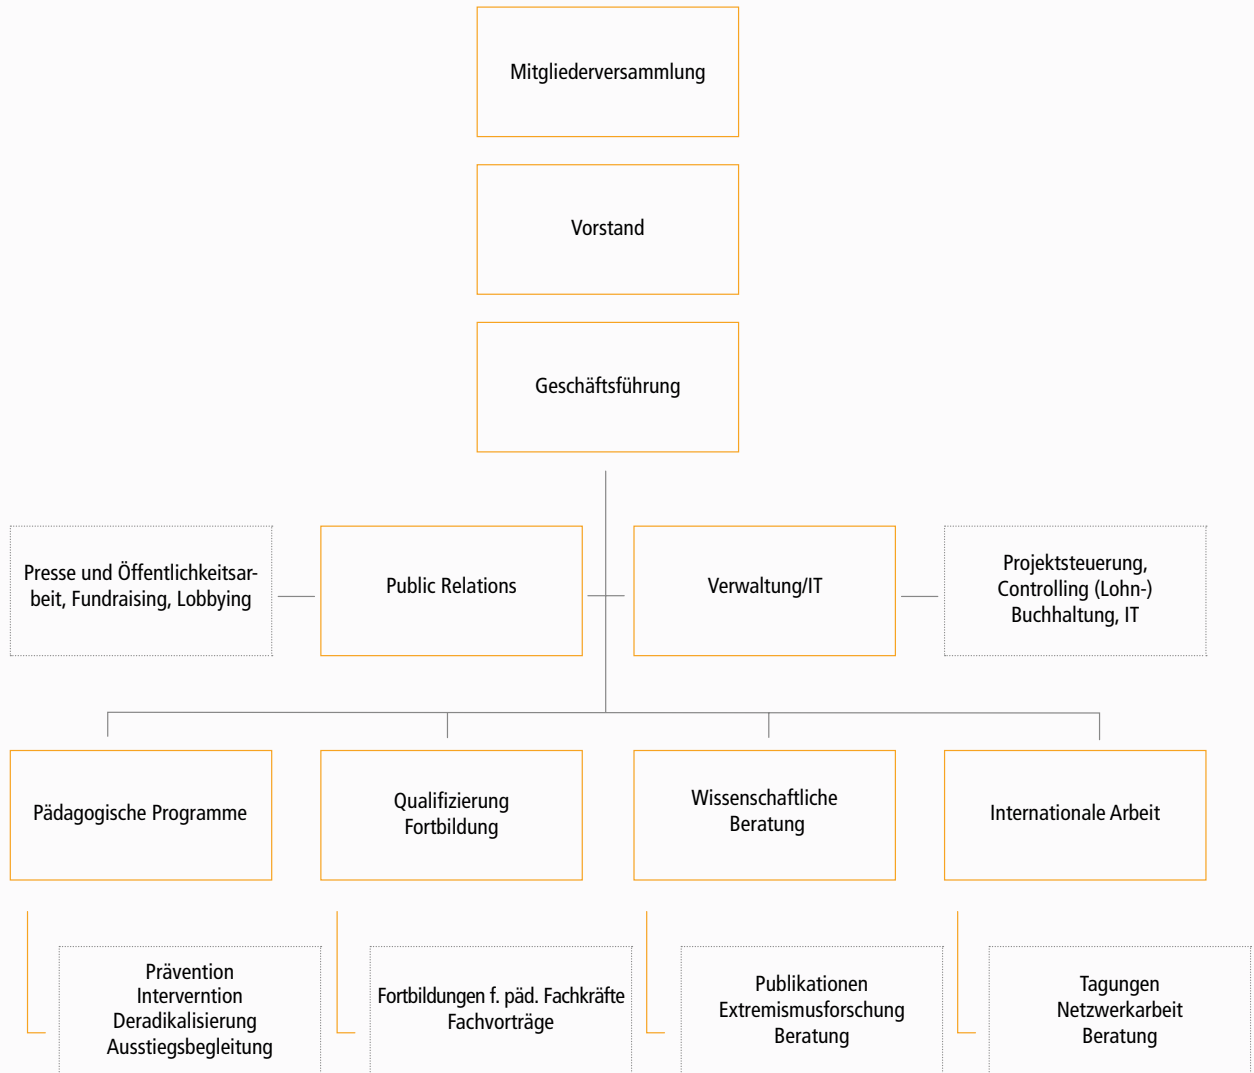 Mitgliederversammlung
Vorstand
Geschäftsführung
Presse und Öffentlichkeitsar-
beit, Fundraising, Lobbying
Public Relations
Verwaltung/IT
Projektsteuerung,
Controlling (Lohn-)
Buchhaltung, IT
Pädagogische Programme
Qualifizierung
Fortbildung
Wissenschaftliche
Beratung
Internationale Arbeit
Prävention
Interverntion
Deradikalisierung
Ausstiegsbegleitung
Fortbildungen f. päd. Fachkräfte
Fachvorträge
Publikationen
Extremismusforschung
Beratung
Tagungen
Netzwerkarbeit
Beratung